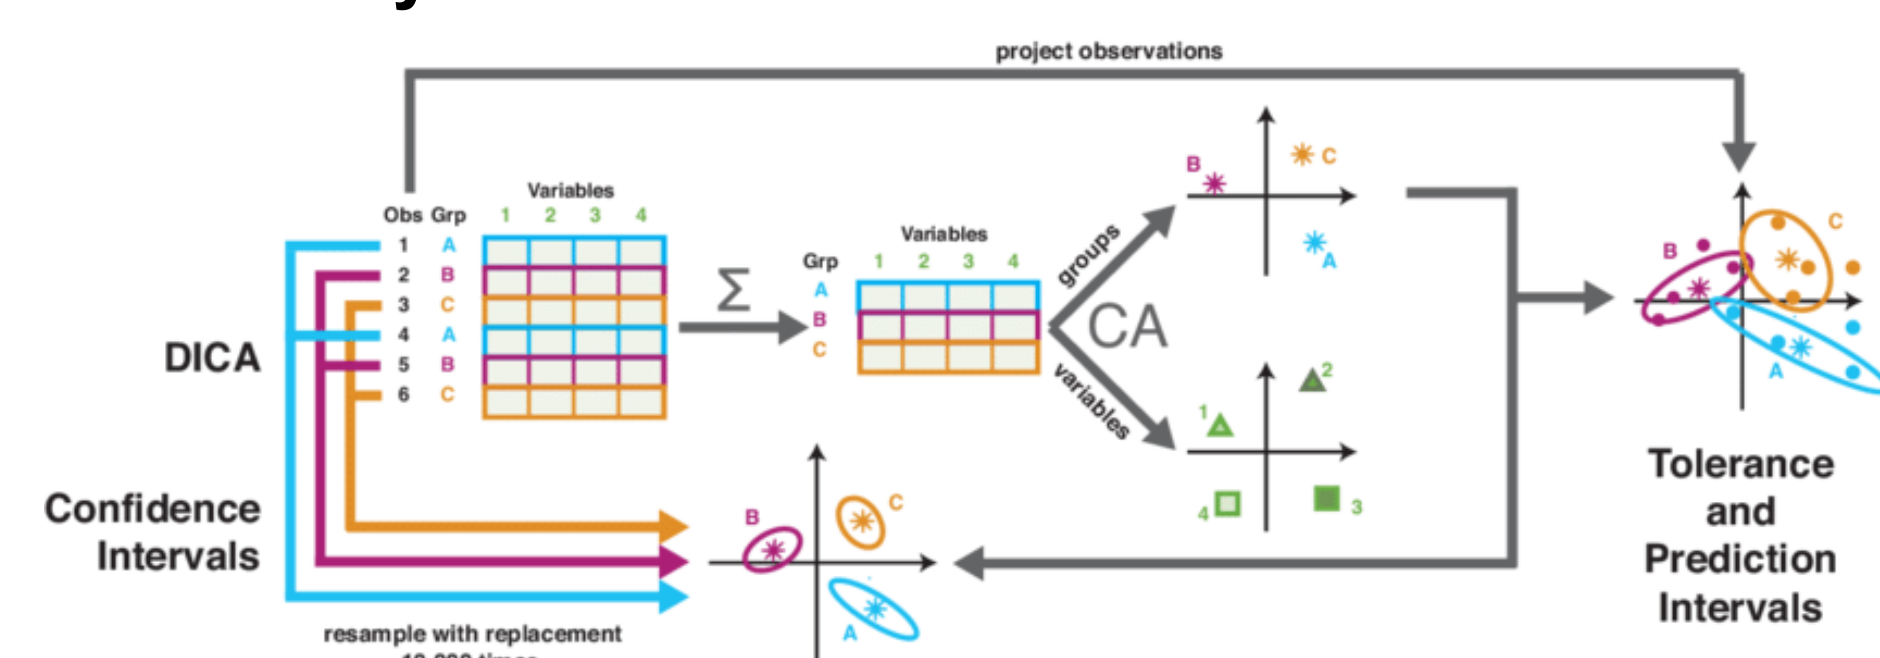 project observations
Variables
Obs Grp 1 2 3 4
1 A
2 B
3 C
4 A
5 B
6 C
DICA
Σ
Variables
Grp 1 2 3 4
A
B
C
groups
CA
variables
B C
A
1 2
4 3
B C
A
Tolerance
and
Prediction
Intervals
Confidence
Intervals
B C
A
resample with replacement